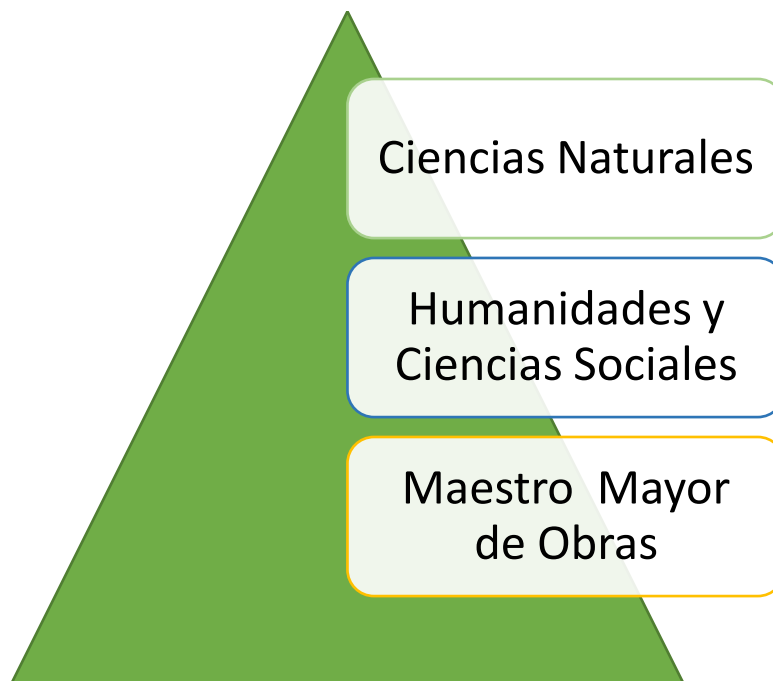 Ciencias Naturales
Humanidades y
Ciencias Sociales
Maestro  Mayor
de Obras